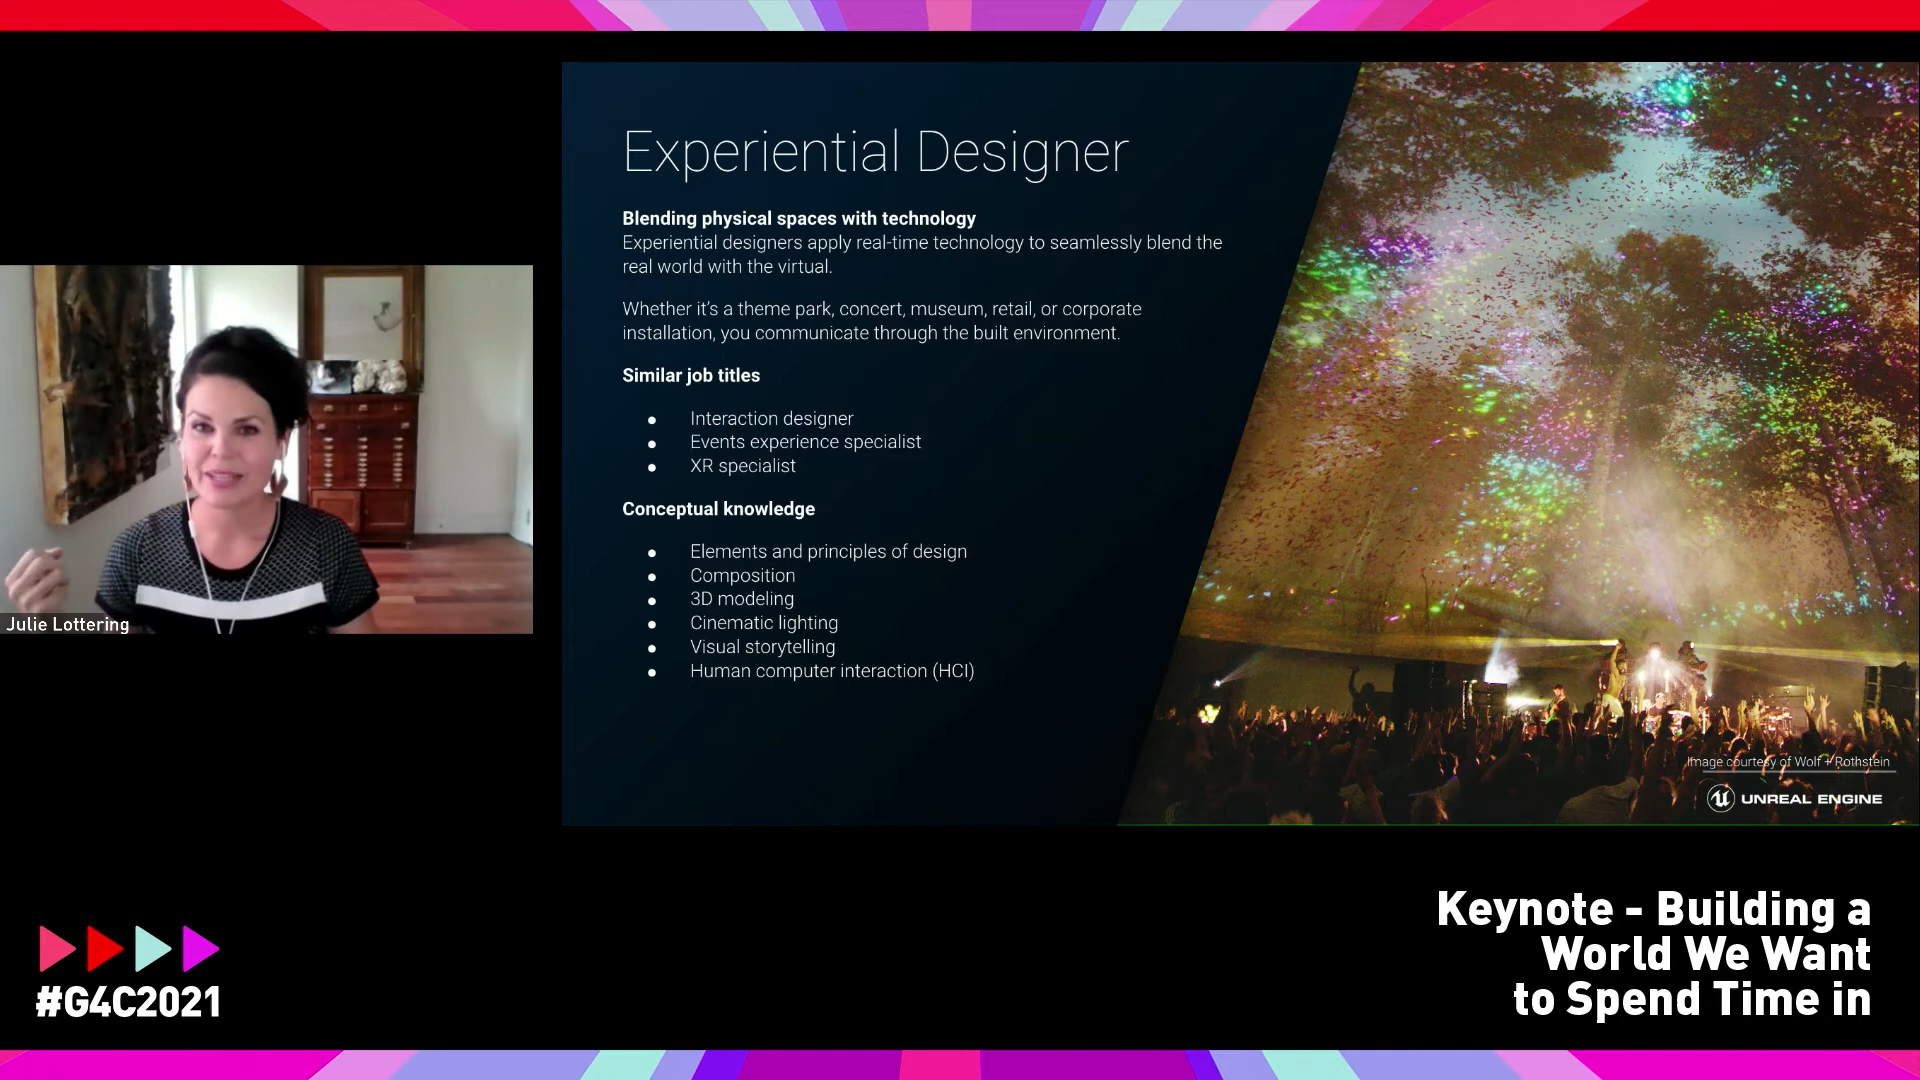 Experiential Designer
Blending physical spaces with technology
Experiential designers apply real-time technology to seamlessly blend the
real world with the virtual.
Whether it's a theme park, concert, museum, retail, or corporate
installation, you communicate through the built environment.
Similar job titles
● Interaction designer
● Events experience specialist
● XR specialist
Conceptual knowledge
● Elements and principles of design
● Composition
● 3D modeling
● Cinematic lighting
● Visual storytelling
● Human computer interaction (HCI)
Julie Lottering
Image courtesy of Wolf + Rothstein
UNREAL ENGINE
#G4C2021
Keynote - Building a
World We Want
to Spend Time in